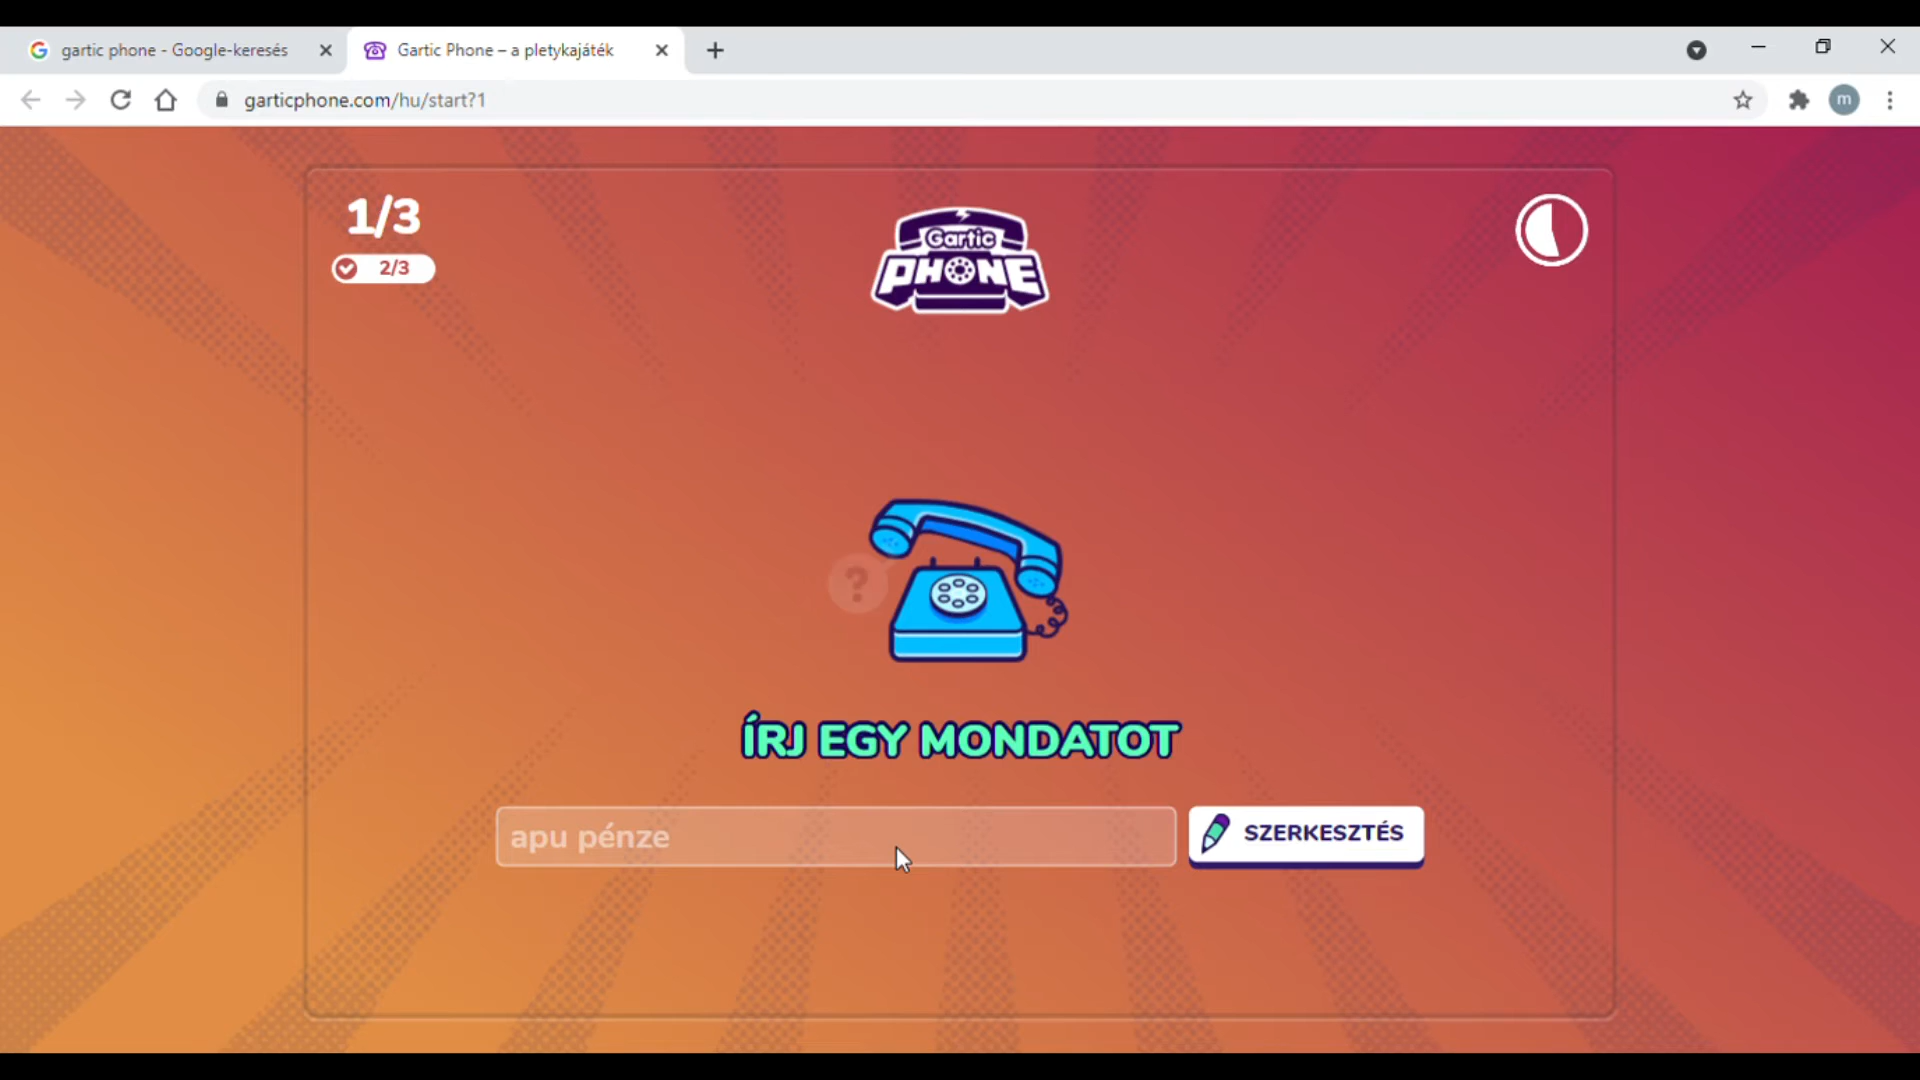 gartic phone - Google-keresés
Gartic Phone – a pletykajáték
garticphone.com/hu/start?1
m
1/3
2/3
Gartic
PHONE
?
ÍRJ EGY MONDATOT
apu pénze
SZERKESZTÉS